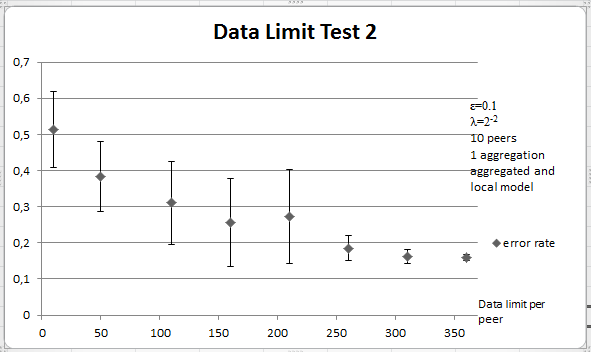 Data Limit Test 2
0,7
0,6
0,5
0,4
0,3
0,2
0,1
0
0
50
100
150
200
250
300
350
ε=0.1
λ=2⁻²
10 peers
1 aggregation
aggregated and
local model
error rate
Data limit per
peer